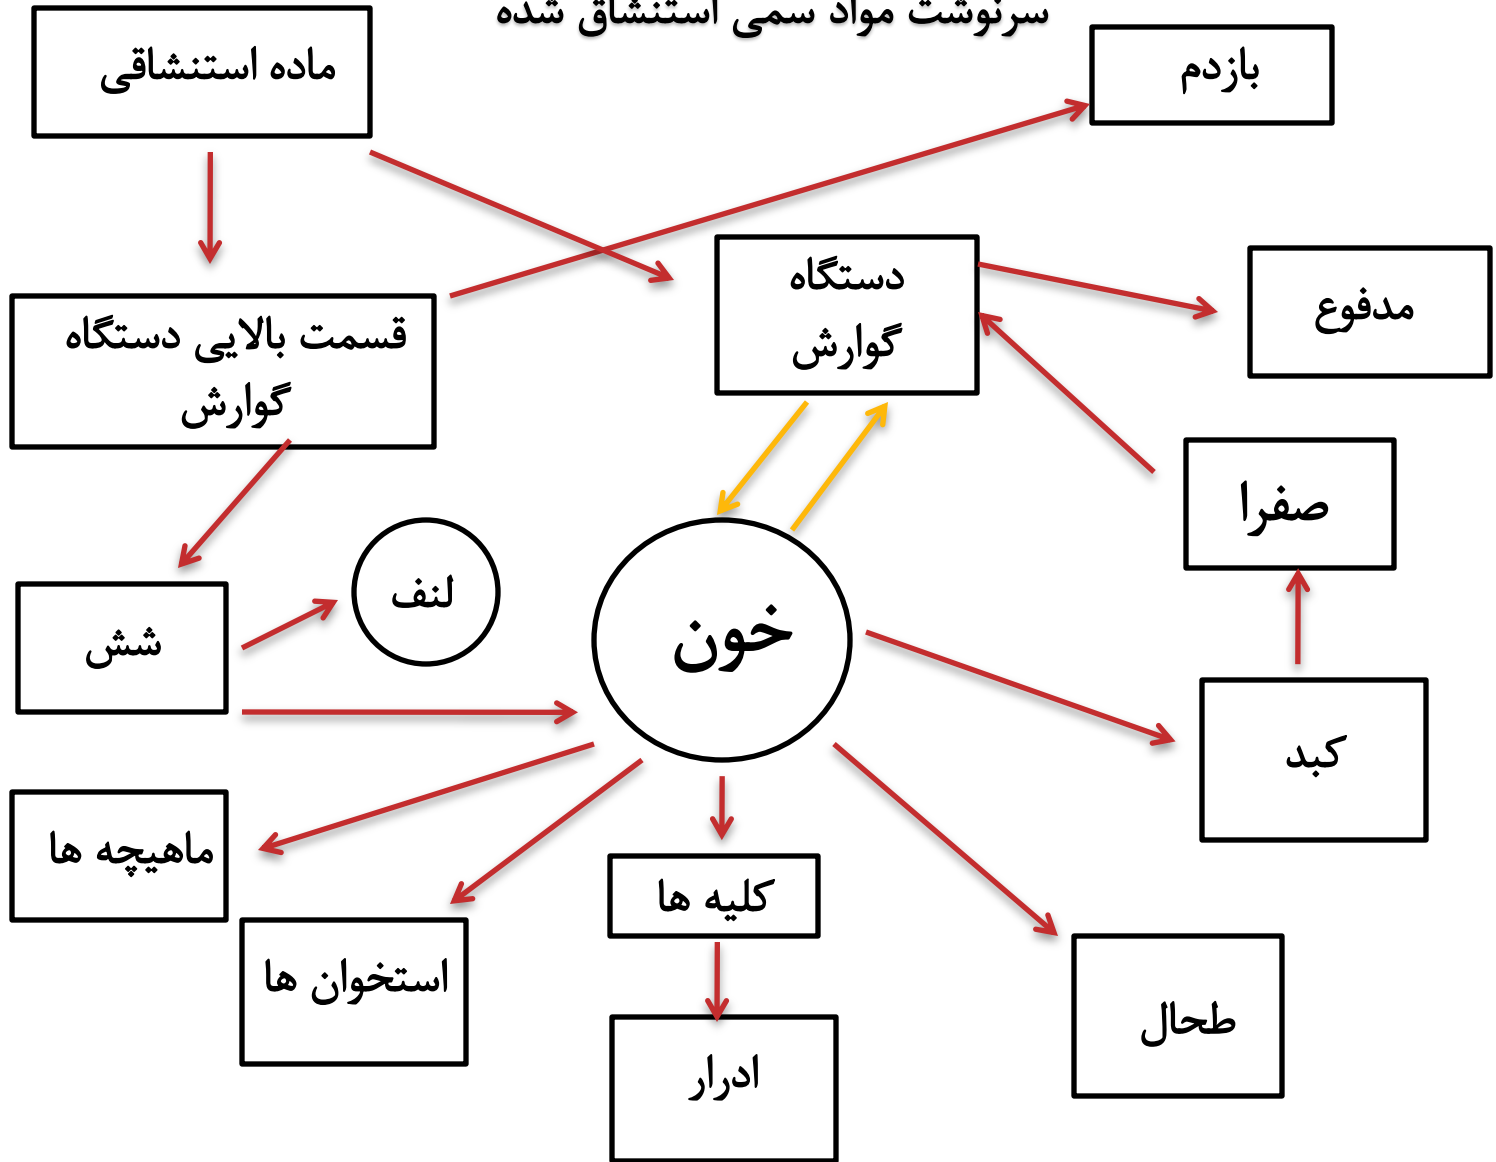 سرنوشت مواد سمی استنشاق شده
ماده استنشاقی
بازدم
دستگاه
گوارش
مدفوع
قسمت بالایی دستگاه
گوارش
صفرا
لنف
خون
شش
کبد
ماهیچه ها
کلیه ها
استخوان ها
طحال
ادرار